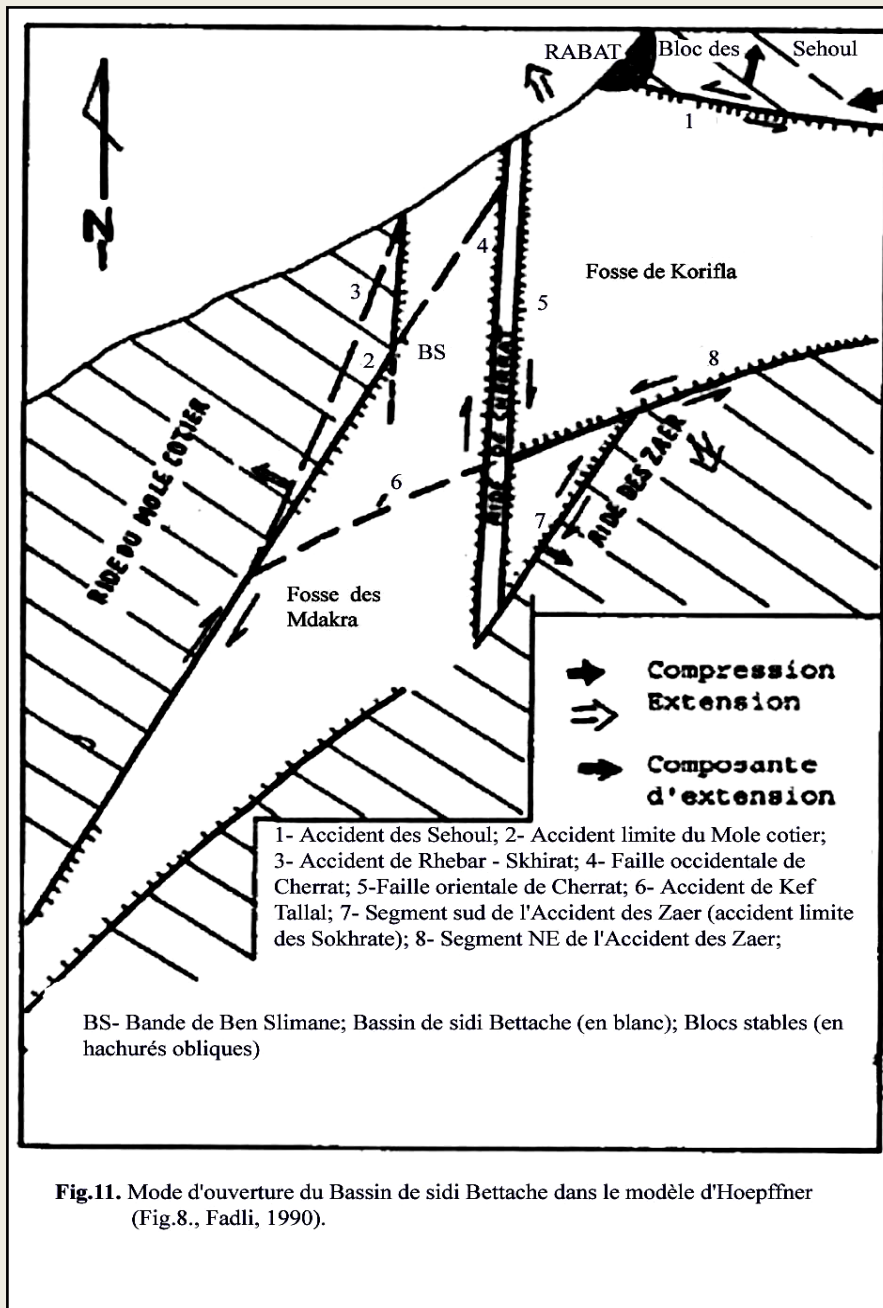 RABAT Bloc des Sehoul
1
N
4
Fosse de Korifla
3
5
2
BS
8
RIDE DE CHERRAT
RIDE DU MOLE COTIER
6
7
RIDE DES ZAER
Fosse des
Mdakra
Compression
Extension
Composante
d'extension
1- Accident des Sehoul; 2- Accident limite du Mole cotier;
3- Accident de Rhebar - Skhirat; 4- Faille occidentale de
Cherrat; 5-Faille orientale de Cherrat; 6- Accident de Kef
Tallal; 7- Segment sud de l'Accident des Zaer (accident limite
des Sokhrate); 8- Segment NE de l'Accident des Zaer;
BS- Bande de Ben Slimane; Bassin de sidi Bettache (en blanc); Blocs stables (en
hachurés obliques)
Fig.11. Mode d'ouverture du Bassin de sidi Bettache dans le modèle d'Hoepffner
(Fig.8., Fadli, 1990).